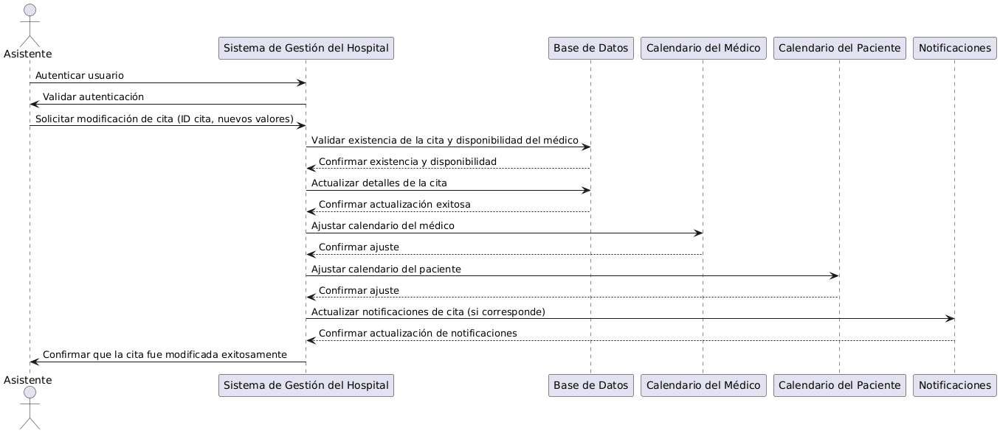 Asistente
Sistema de Gestión del Hospital
Base de Datos
Calendario del Médico
Calendario del Paciente
Notificaciones
Autenticar usuario
Validar autenticación
Solicitar modificación de cita (ID cita, nuevos valores)
Validar existencia de la cita y disponibilidad del médico
Confirmar existencia y disponibilidad
Actualizar detalles de la cita
Confirmar actualización exitosa
Ajustar calendario del médico
Confirmar ajuste
Ajustar calendario del paciente
Confirmar ajuste
Actualizar notificaciones de cita (si corresponde)
Confirmar actualización de notificaciones
Confirmar que la cita fue modificada exitosamente
Asistente
Sistema de Gestión del Hospital
Base de Datos
Calendario del Médico
Calendario del Paciente
Notificaciones